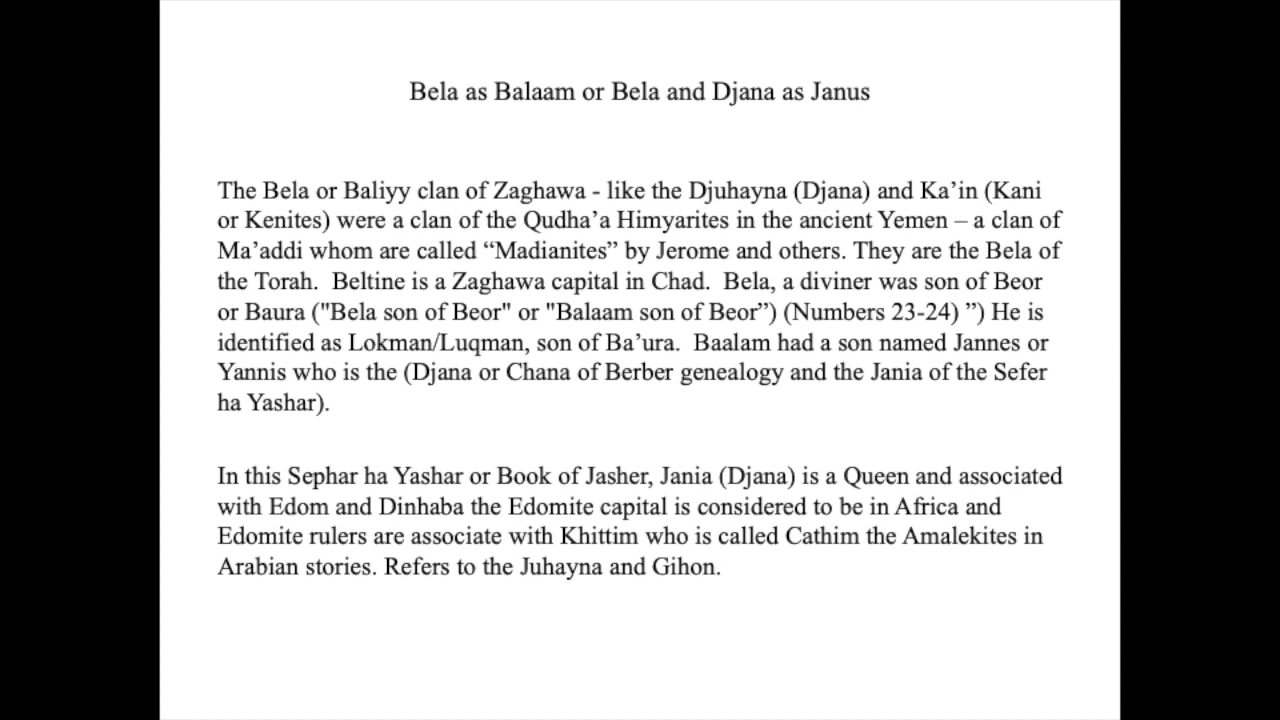 Bela as Balaam or Bela and Djana as Janus
The Bela or Baliyy clan of Zaghawa - like the Djuhayna (Djana) and Ka’in (Kani
or Kenites) were a clan of the Qudha’a Himyarites in the ancient Yemen – a clan of
Ma’addi whom are called “Madianites” by Jerome and others. They are the Bela of
the Torah.  Beltine is a Zaghawa capital in Chad.  Bela, a diviner was son of Beor
or Baura ("Bela son of Beor" or "Balaam son of Beor”) (Numbers 23-24) ”) He is
identified as Lokman/Luqman, son of Ba’ura.  Baalam had a son named Jannes or
Yannis who is the (Djana or Chana of Berber genealogy and the Jania of the Sefer
ha Yashar).
In this Sephar ha Yashar or Book of Jasher, Jania (Djana) is a Queen and associated
with Edom and Dinhaba the Edomite capital is considered to be in Africa and
Edomite rulers are associate with Khittim who is called Cathim the Amalekites in
Arabian stories. Refers to the Juhayna and Gihon.